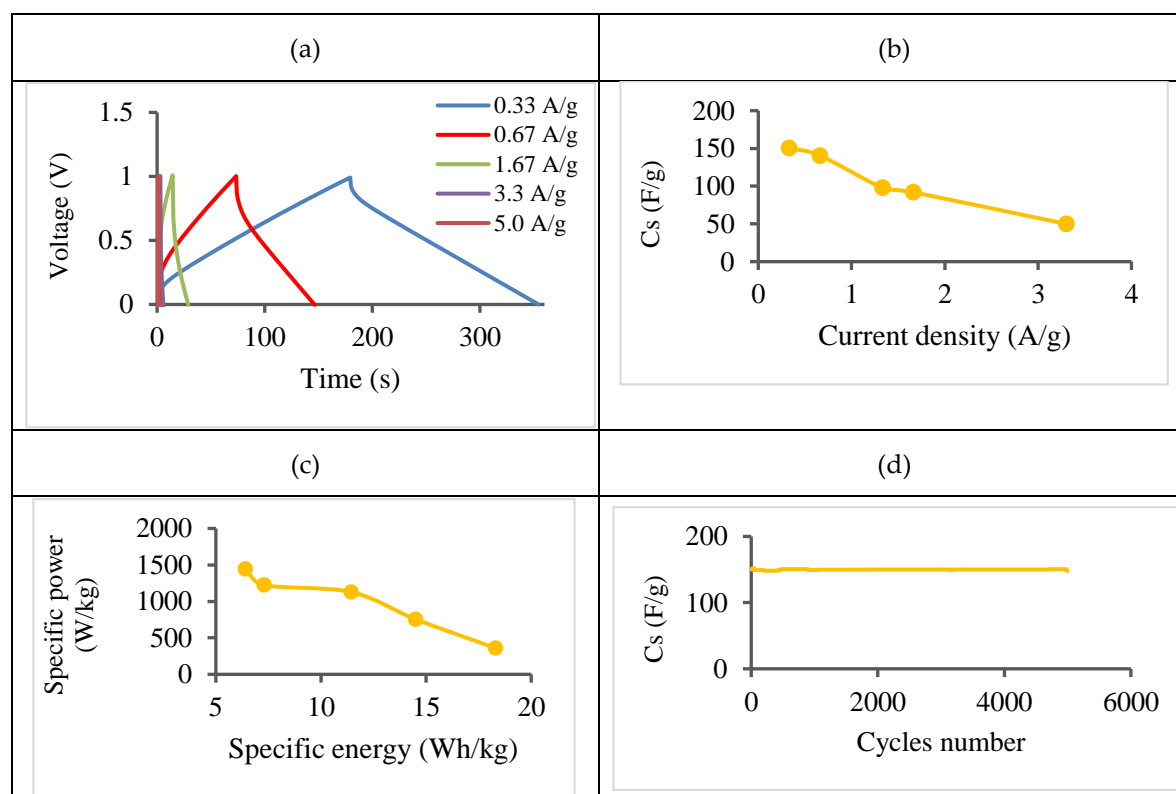 (a)
(b)
1.5
1
0.5
0
Voltage (V)
0 100 200 300
Time (s)
0.33 A/g
0.67 A/g
1.67 A/g
3.3 A/g
5.0 A/g
200
150
100
50
0
Cs (F/g)
0 1 2 3 4
Current density (A/g)
(c)
(d)
2000
1500
1000
500
0
Specific power
(W/kg)
5 10 15 20
Specific energy (Wh/kg)
200
100
0
Cs (F/g)
0 2000 4000 6000
Cycles number